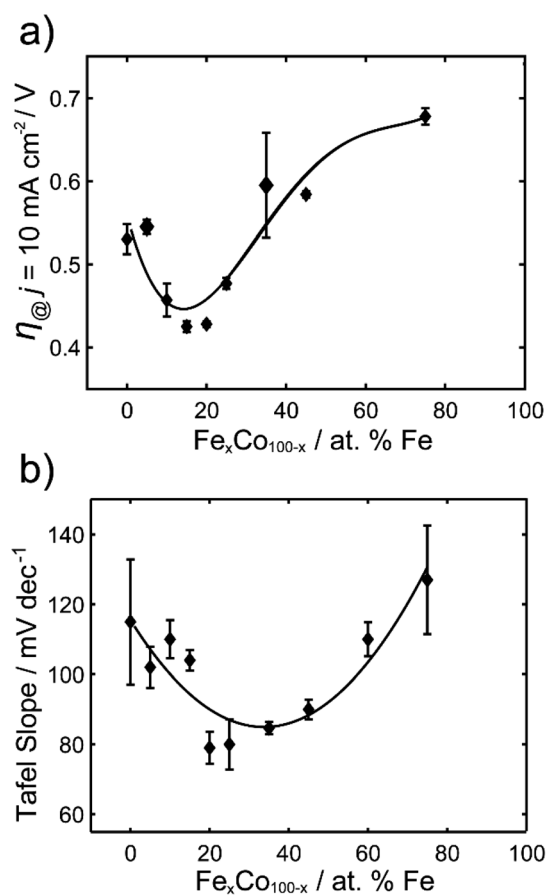 a)
0.7
0.6
0.5
0.4
η@ j = 10 mA cm⁻² / V
0 20 40 60 80 100
FeₓCo₁₀₀₋ₓ / at. % Fe
b)
140
120
100
80
60
Tafel Slope / mV dec⁻¹
0 20 40 60 80 100
FeₓCo₁₀₀₋ₓ / at. % Fe